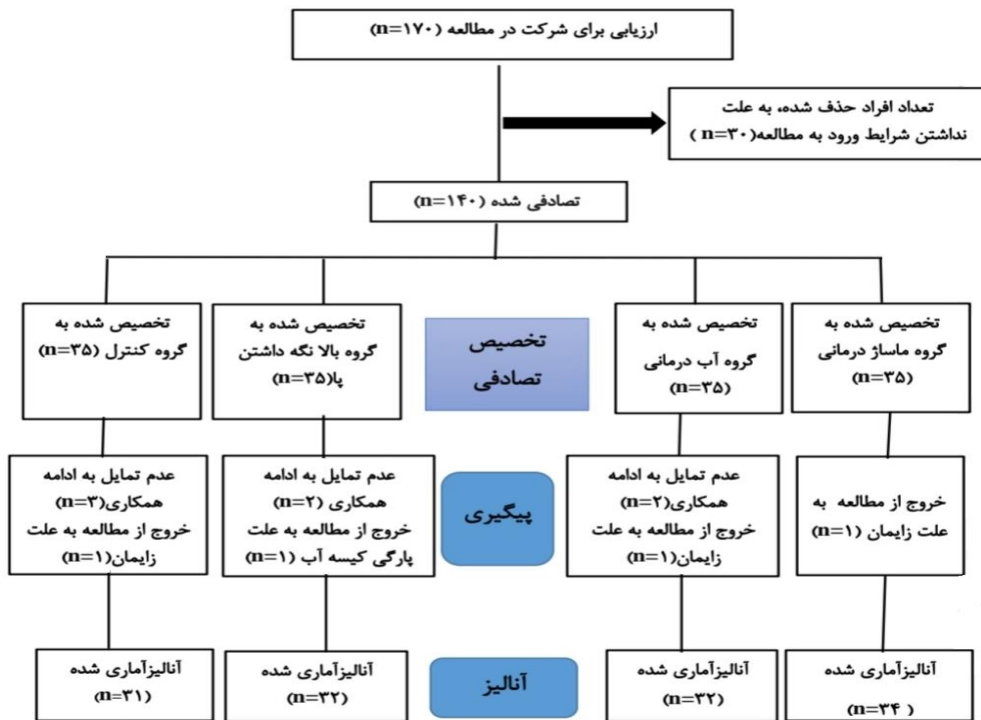 ارزیابی برای شرکت در مطالعه (n=۱۷۰)
تعداد افراد حذف شده، به علت
نداشتن شرایط ورود به مطالعه(n=۳۰ )
تصادفی شده (n=۱۴۰)
تخصیص شده به
گروه ماساژ درمانی
(n=۳۵)
تخصیص شده به
گروه آب درمانی
(n=۳۵)
تخصیص
تصادفی
تخصیص شده به
گروه بالا نگه داشتن
پا(n=۳۵)
تخصیص شده به
گروه کنترل (n=۳۵)
خروج از مطالعه به
علت زایمان (n=۱)
عدم تمایل به ادامه
همکاری(n=۲)
خروج از مطالعه به علت
زایمان(n=۱)
پیگیری
عدم تمایل به ادامه
همکاری (n=۲)
خروج از مطالعه به علت
پارگی کیسه آب (n=۱)
عدم تمایل به ادامه
همکاری(n=۳)
خروج از مطالعه به علت
زایمان(n=۱)
آنالیزآماری شده
(n=۳۴ )
آنالیزآماری شده
(n=۳۲)
آنالیز
آنالیزآماری شده
(n=۳۲)
آنالیزآماری شده
(n=۳۱)